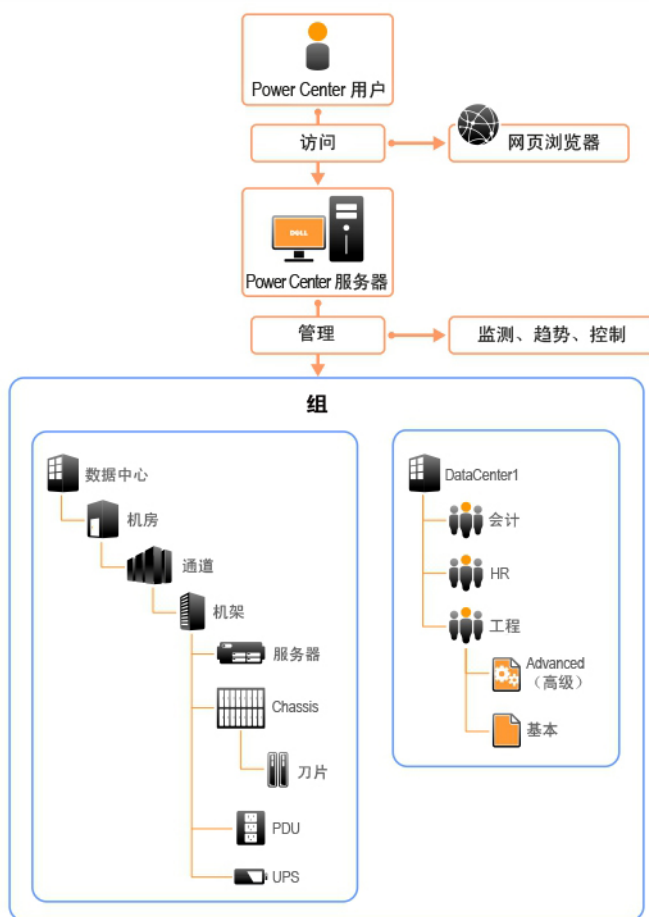 Power Center 用户
访问
网页浏览器
DELL
Power Center 服务器
管理
监测、趋势、控制
组
数据中心
机房
通道
机架
服务器
Chassis
刀片
PDU
UPS
DataCenter1
会计
HR
工程
Advanced
（高级）
基本